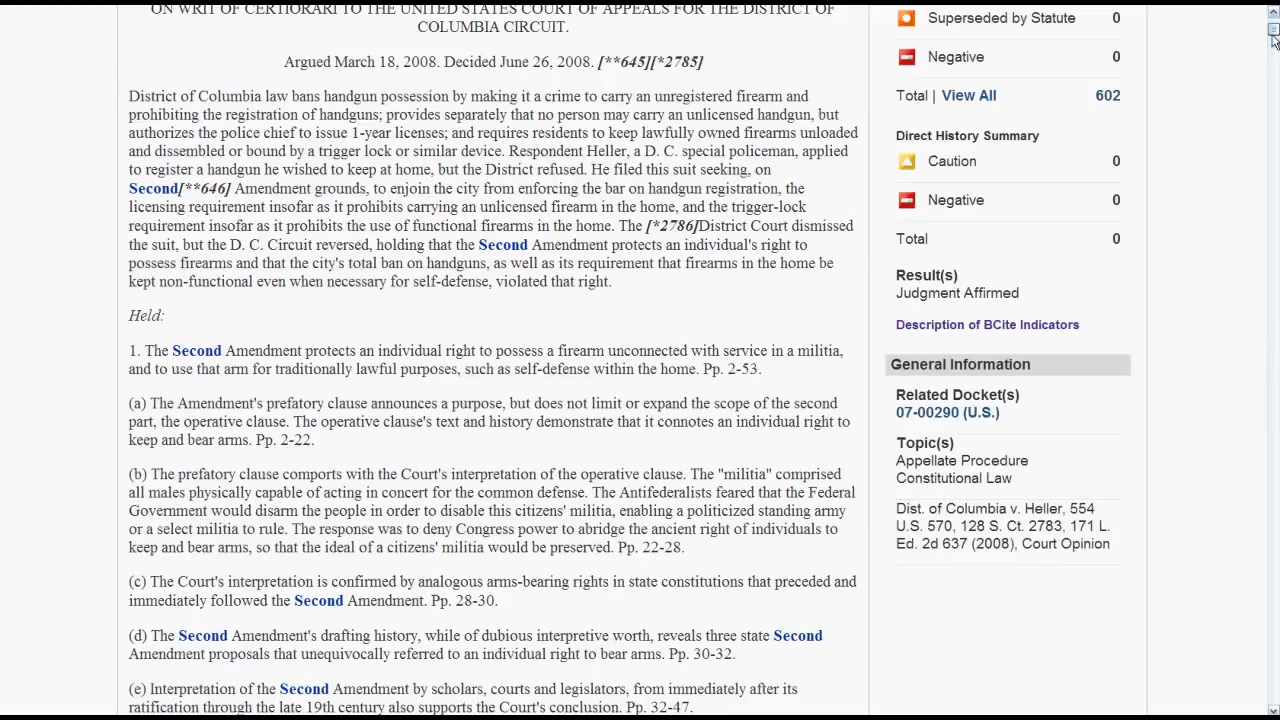 ON WRIT OF CERTIORARI TO THE UNITED STATES COURT OF APPEALS FOR THE DISTRICT OF
COLUMBIA CIRCUIT.
Argued March 18, 2008. Decided June 26, 2008. [**645][*2785]
District of Columbia law bans handgun possession by making it a crime to carry an unregistered firearm and
prohibiting the registration of handguns; provides separately that no person may carry an unlicensed handgun, but
authorizes the police chief to issue 1-year licenses; and requires residents to keep lawfully owned firearms unloaded
and dissembled or bound by a trigger lock or similar device. Respondent Heller, a D. C. special policeman, applied
to register a handgun he wished to keep at home, but the District refused. He filed this suit seeking, on
Second[**646] Amendment grounds, to enjoin the city from enforcing the bar on handgun registration, the
licensing requirement insofar as it prohibits carrying an unlicensed firearm in the home, and the trigger-lock
requirement insofar as it prohibits the use of functional firearms in the home. The [*2786]District Court dismissed
the suit, but the D. C. Circuit reversed, holding that the Second Amendment protects an individual's right to
possess firearms and that the city's total ban on handguns, as well as its requirement that firearms in the home be
kept non-functional even when necessary for self-defense, violated that right.
Held:
1. The Second Amendment protects an individual right to possess a firearm unconnected with service in a militia,
and to use that arm for traditionally lawful purposes, such as self-defense within the home. Pp. 2-53.
(a) The Amendment's prefatory clause announces a purpose, but does not limit or expand the scope of the second
part, the operative clause. The operative clause's text and history demonstrate that it connotes an individual right to
keep and bear arms. Pp. 2-22.
(b) The prefatory clause comports with the Court's interpretation of the operative clause. The "militia" comprised
all males physically capable of acting in concert for the common defense. The Antifederalists feared that the Federal
Government would disarm the people in order to disable this citizens' militia, enabling a politicized standing army
or a select militia to rule. The response was to deny Congress power to abridge the ancient right of individuals to
keep and bear arms, so that the ideal of a citizens' militia would be preserved. Pp. 22-28.
(c) The Court's interpretation is confirmed by analogous arms-bearing rights in state constitutions that preceded and
immediately followed the Second Amendment. Pp. 28-30.
(d) The Second Amendment's drafting history, while of dubious interpretive worth, reveals three state Second
Amendment proposals that unequivocally referred to an individual right to bear arms. Pp. 30-32.
(e) Interpretation of the Second Amendment by scholars, courts and legislators, from immediately after its
ratification through the late 19th century also supports the Court's conclusion. Pp. 32-47.
Superseded by Statute 0
Negative 0
Total | View All 602
Direct History Summary
Caution 0
Negative 0
Total 0
Result(s)
Judgment Affirmed
Description of BCite Indicators
General Information
Related Docket(s)
07-00290 (U.S.)
Topic(s)
Appellate Procedure
Constitutional Law
Dist. of Columbia v. Heller, 554
U.S. 570, 128 S. Ct. 2783, 171 L.
Ed. 2d 637 (2008), Court Opinion